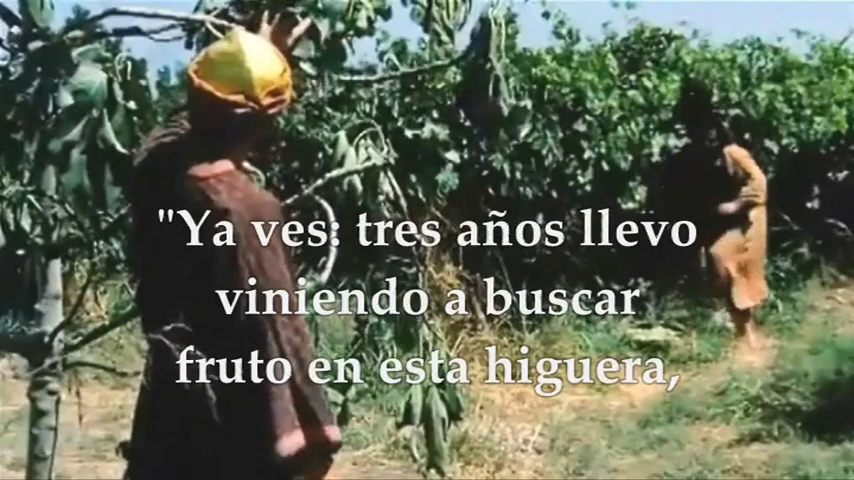 "Ya ves: tres años llevo
viniendo a buscar
fruto en esta higuera,